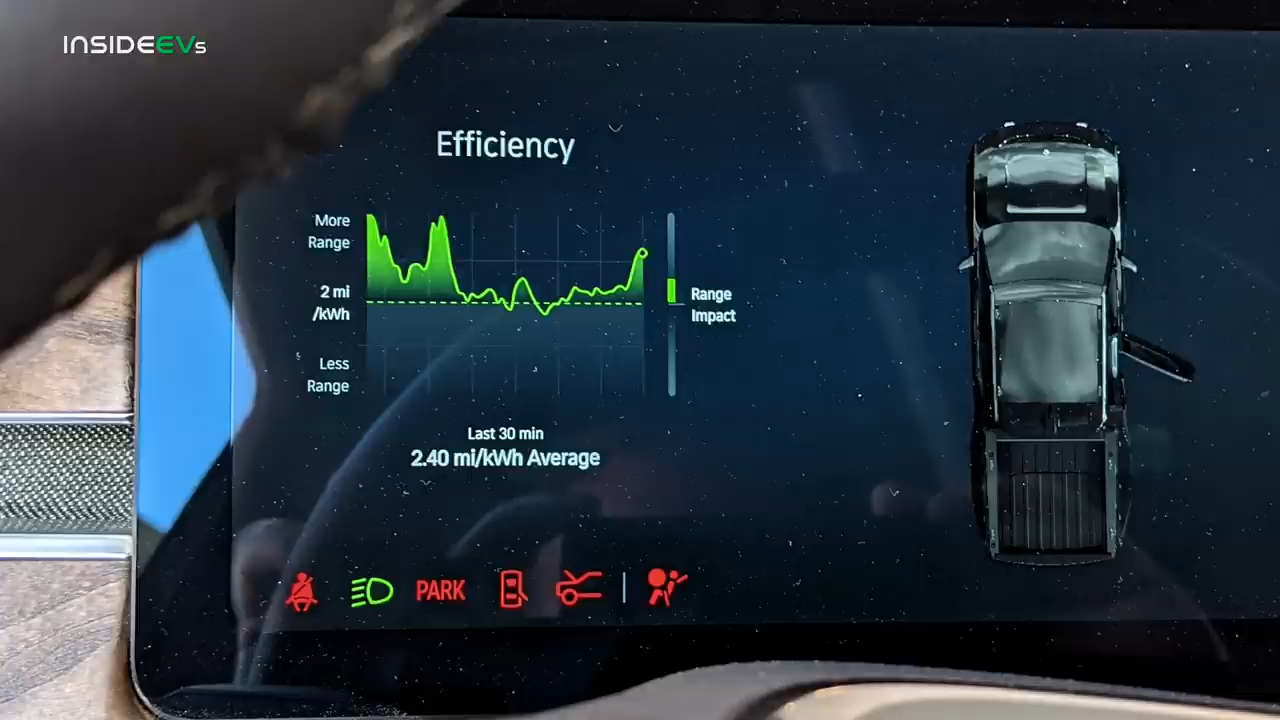 INSIDEEVs
Efficiency
More
Range
2 mi
/kWh
Less
Range
Range
Impact
Last 30 min
2.40 mi/kWh Average
PARK